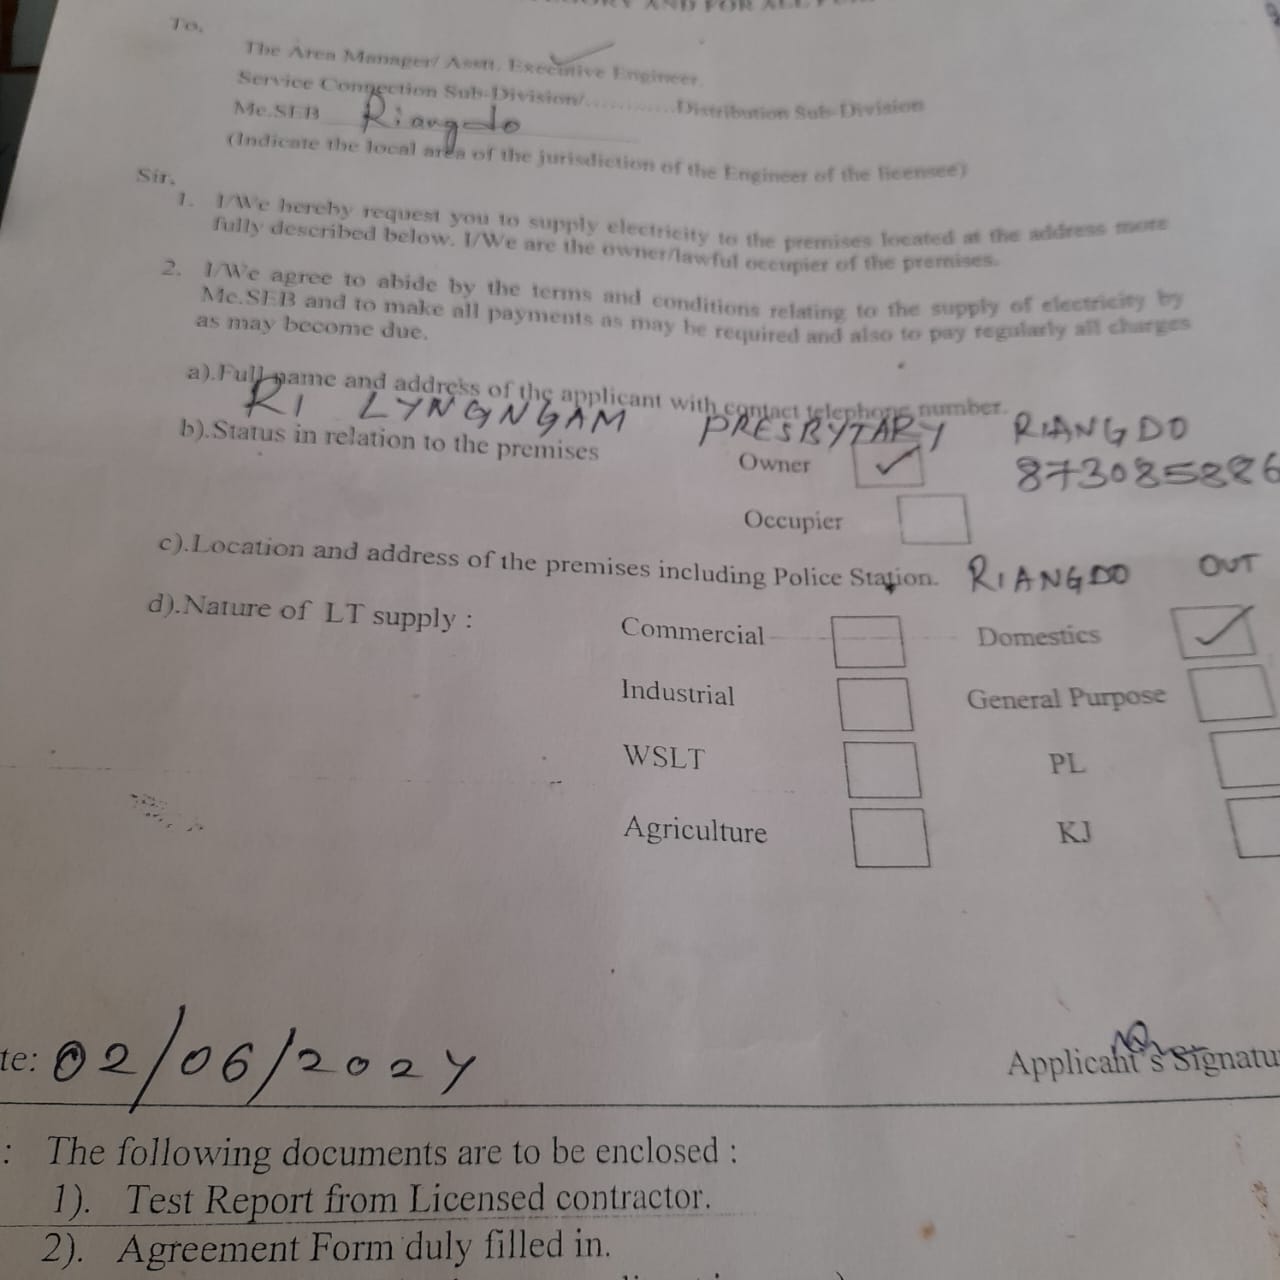 AND FOR ALL
To,
The Area Manager/ Asstt. Executive Engineer.
Service Connection Sub-Division/............Distribution Sub-Division
Me.SEB Riangdo
(Indicate the local area of the jurisdiction of the Engineer of the licensee)
Sir,
1. I/We hereby request you to supply electricity to the premises located at the address more
fully described below. I/We are the owner/lawful occupier of the premises.
2. I/We agree to abide by the terms and conditions relating to the supply of electricity by
Me.SEB and to make all payments as may be required and also to pay regularly all charges
as may become due.
a).Full name and address of the applicant with contact telephone number.
RI LYNGNGAM PRESBYTARY RIANGDO
b).Status in relation to the premises Owner
Occupier
c).Location and address of the premises including Police Station. RIANGDO OUT
d).Nature of LT supply :
Commercial Domestics
Industrial General Purpose
WSLT PL
Agriculture KJ
te: 02/06/2024 Applicant's Signatu
: The following documents are to be enclosed :
1). Test Report from Licensed contractor.
2). Agreement Form duly filled in.